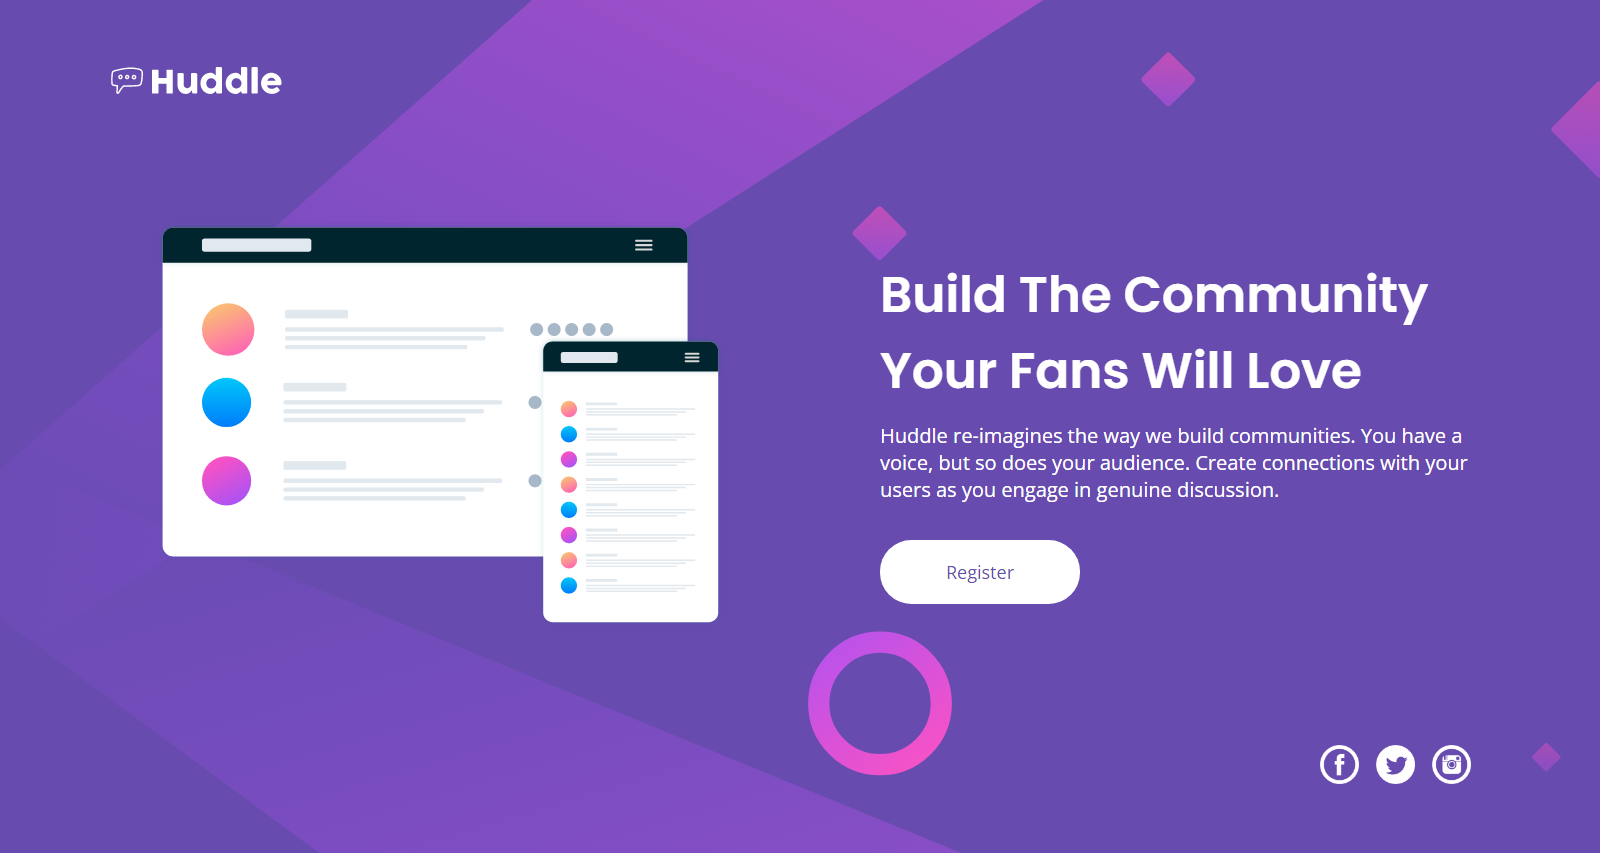 Huddle
Build The Community
Your Fans Will Love
Huddle re-imagines the way we build communities. You have a
voice, but so does your audience. Create connections with your
users as you engage in genuine discussion.
Register